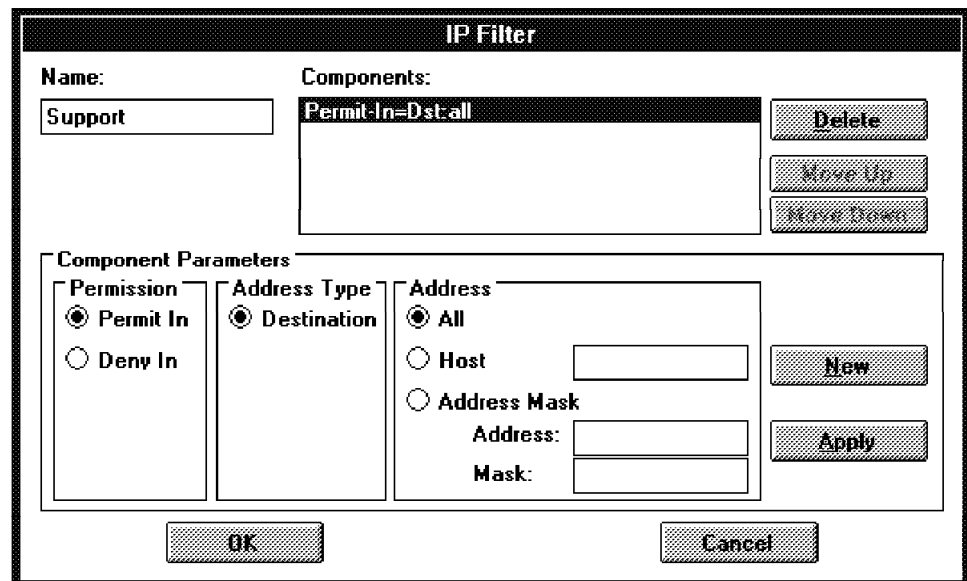 IP Filter
Name:
Components:
Support
Permit-In=Dst:all
Delete
Move Up
Move Down
Component Parameters
Permission
Address Type
Address
Permit In
Destination
All
Deny In
Host
New
Address Mask
Address:
Apply
Mask:
OK
Cancel